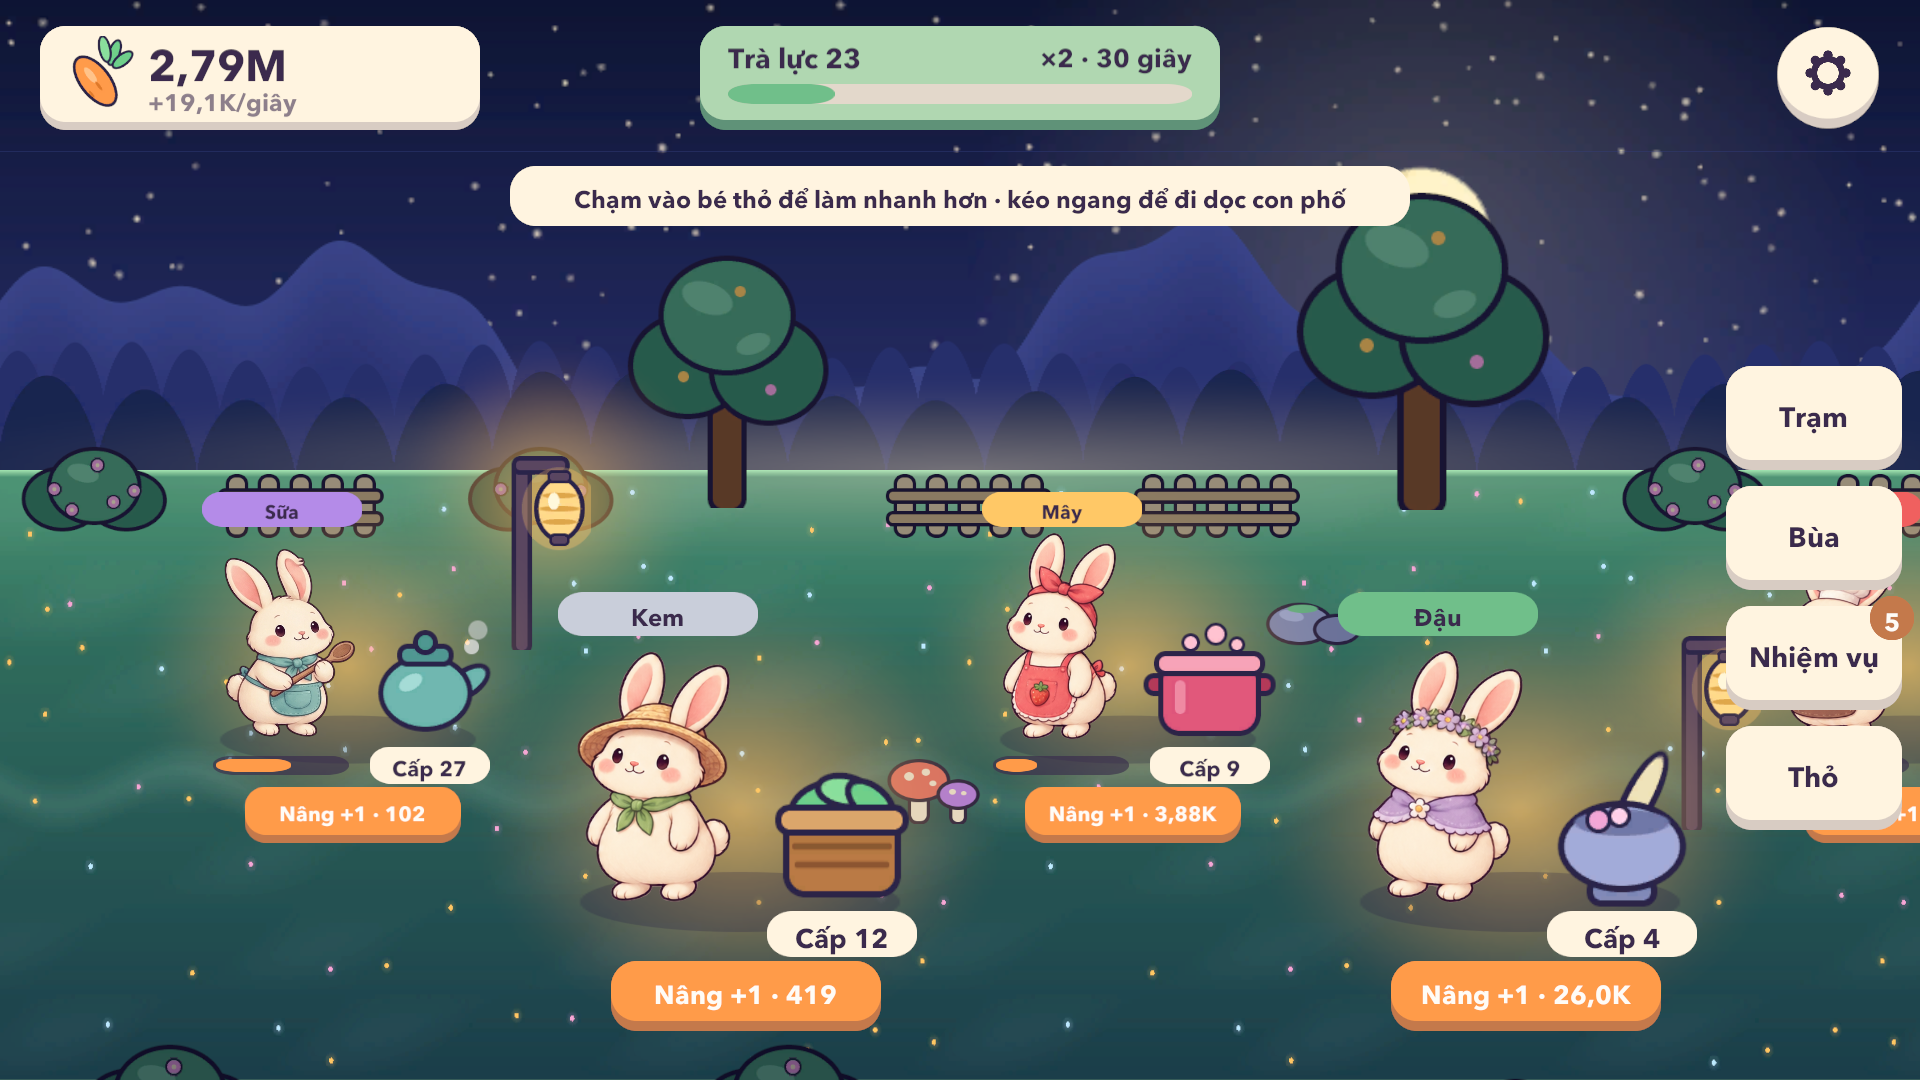 2,79M
+19,1K/giây
Trà lực 23
×2 · 30 giây
Chạm vào bé thỏ để làm nhanh hơn · kéo ngang để đi dọc con phố
Trạm
Sữa
Mây
Bùa
Kem
Đậu
5
Nhiệm vụ
Cấp 27
Cấp 9
Thỏ
Nâng +1 · 102
Nâng +1 · 3,88K
+1
Cấp 12
Cấp 4
Nâng +1 · 419
Nâng +1 · 26,0K